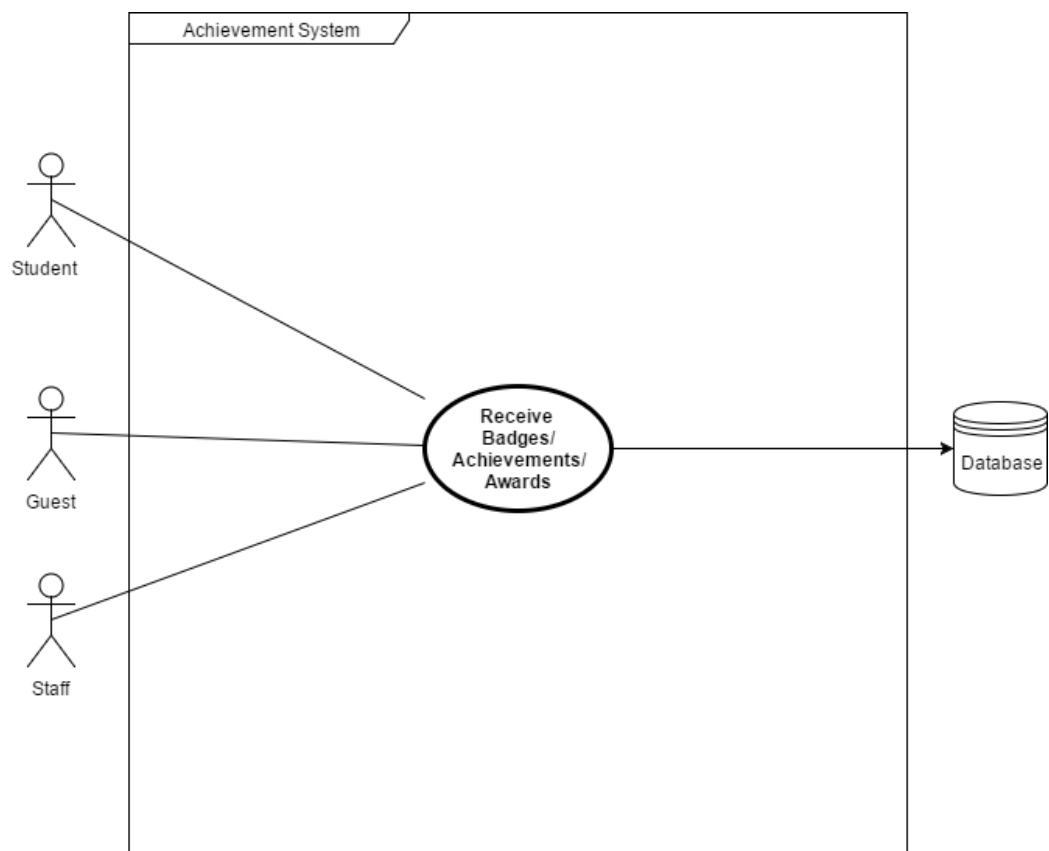 Achievement System
Student
Receive
Badges/
Achievements/
Awards
Database
Guest
Staff